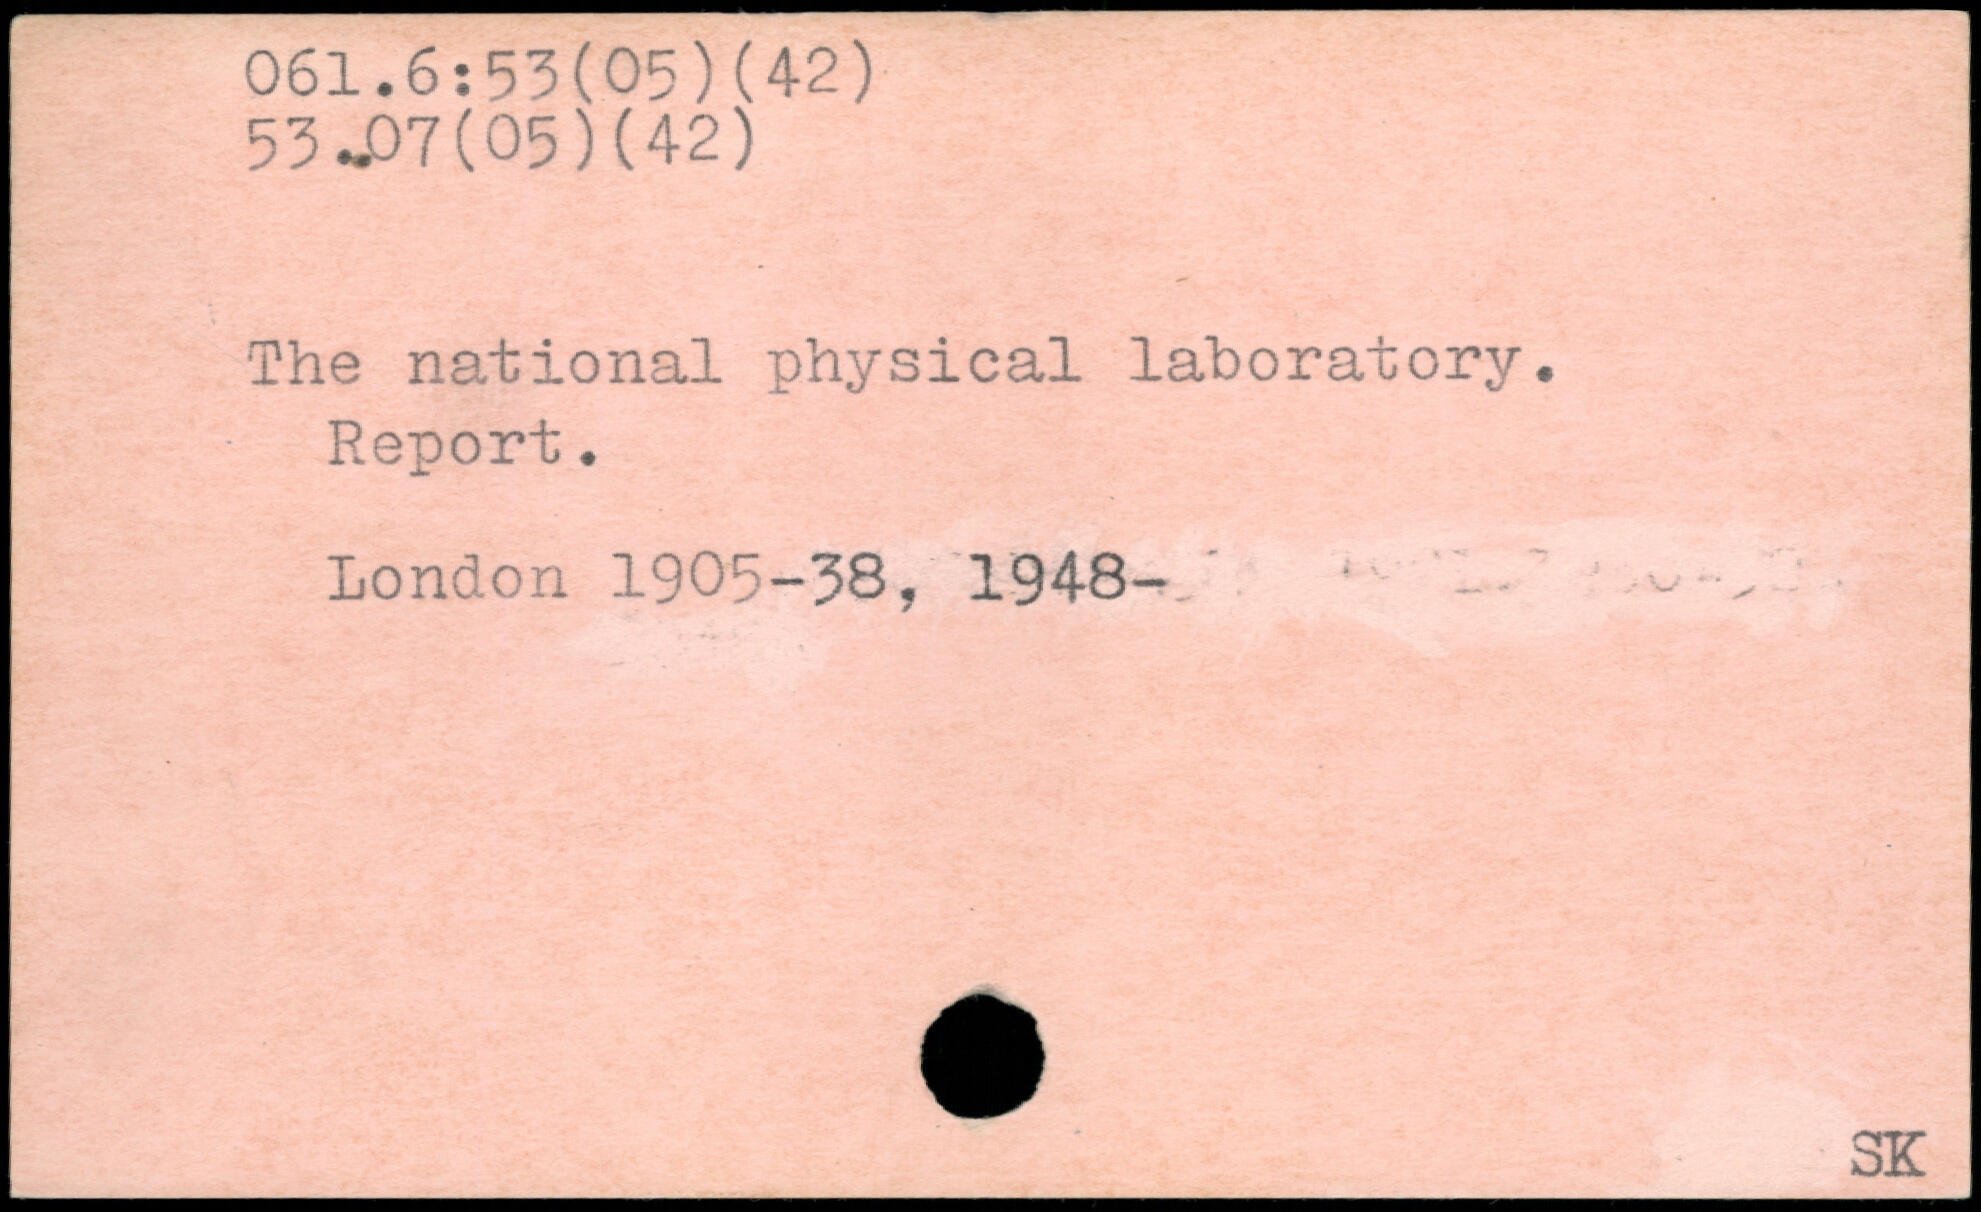 061.6:53(05)(42)
53.07(05)(42)
The national physical laboratory.
Report.
London 1905-38, 1948-
SK